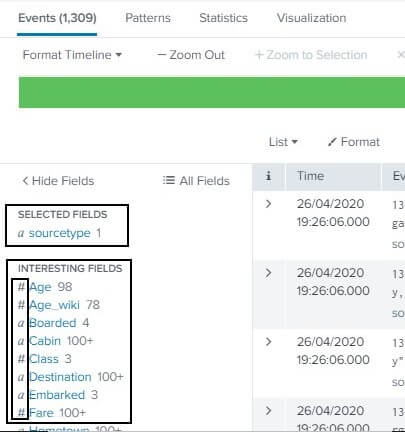 Events (1,309) Patterns Statistics Visualization
Format Timeline — Zoom Out + Zoom to Selection
List Format
< Hide Fields All Fields i Time
SELECTED FIELDS
a sourcetype 1
INTERESTING FIELDS
# Age 98
# Age_wiki 78
a Boarded 4
a Cabin 100+
# Class 3
a Destination 100+
a Embarked 3
# Fare 100+
a Hometown 100+
> 26/04/2020
19:26:06.000
13
ga
so
> 26/04/2020
19:26:06.000
13
y,
so
> 26/04/2020
19:26:06.000
13
y"
so
> 26/04/2020
19:26:06.000
13